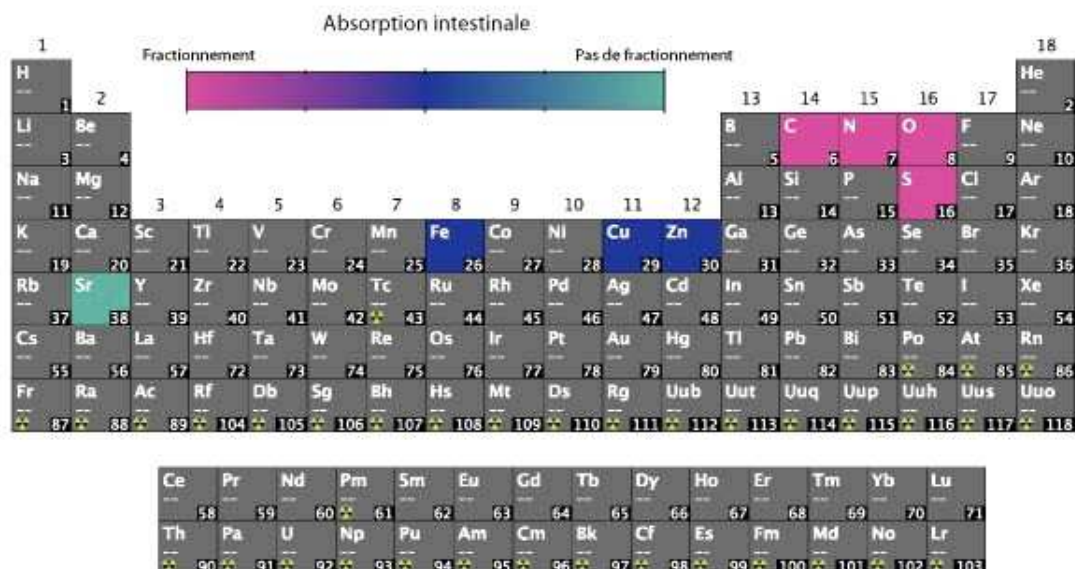 Absorption intestinale
1 18
Fractionnement Pas de fractionnement
H -- 1 He -- 2
2 13 14 15 16 17
Li -- 3 Be -- 4 B -- 5 C -- 6 N -- 7 O -- 8 F -- 9 Ne -- 10
Na -- 11 Mg -- 12 Al -- 13 Si -- 14 P -- 15 S -- 16 Cl -- 17 Ar -- 18
3 4 5 6 7 8 9 10 11 12
K -- 19 Ca -- 20 Sc -- 21 Ti -- 22 V -- 23 Cr -- 24 Mn -- 25 Fe -- 26 Co -- 27 Ni -- 28 Cu -- 29 Zn -- 30 Ga -- 31 Ge -- 32 As -- 33 Se -- 34 Br -- 35 Kr -- 36
Rb -- 37 Sr -- 38 Y -- 39 Zr -- 40 Nb -- 41 Mo -- 42 Tc -- 43 Ru -- 44 Rh -- 45 Pd -- 46 Ag -- 47 Cd -- 48 In -- 49 Sn -- 50 Sb -- 51 Te -- 52 I -- 53 Xe -- 54
Cs -- 55 Ba -- 56 La -- 57 Hf -- 72 Ta -- 73 W -- 74 Re -- 75 Os -- 76 Ir -- 77 Pt -- 78 Au -- 79 Hg -- 80 Tl -- 81 Pb -- 82 Bi -- 83 Po -- 84 At -- 85 Rn -- 86
Fr -- 87 Ra -- 88 Ac -- 89 Rf -- 104 Db -- 105 Sg -- 106 Bh -- 107 Hs -- 108 Mt -- 109 Ds -- 110 Rg -- 111 Uub -- 112 Uut -- 113 Uuq -- 114 Uup -- 115 Uuh -- 116 Uus -- 117 Uuo -- 118
Ce -- 58 Pr -- 59 Nd -- 60 Pm -- 61 Sm -- 62 Eu -- 63 Gd -- 64 Tb -- 65 Dy -- 66 Ho -- 67 Er -- 68 Tm -- 69 Yb -- 70 Lu -- 71
Th -- 90 Pa -- 91 U -- 92 Np -- 93 Pu -- 94 Am -- 95 Cm -- 96 Bk -- 97 Cf -- 98 Es -- 99 Fm -- 100 Md -- 101 No -- 102 Lr -- 103